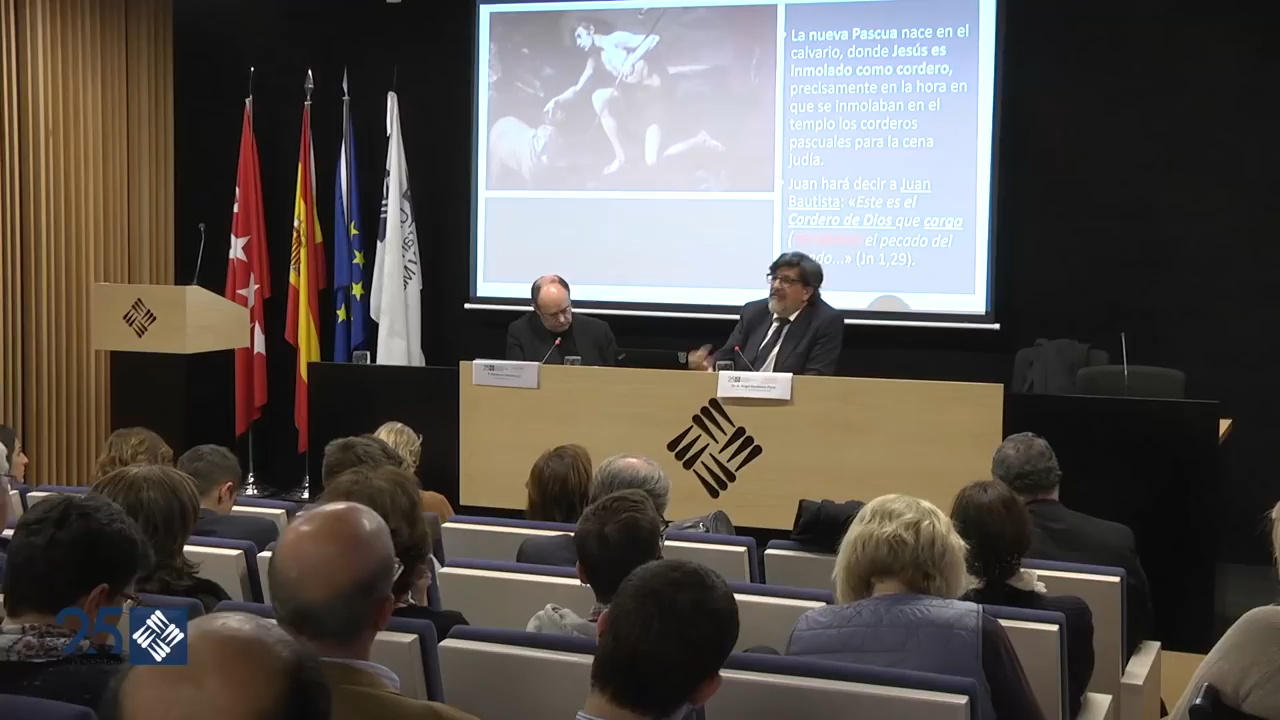 La nueva Pascua nace en el
calvario, donde Jesús es
inmolado como cordero,
precisamente en la hora en
que se inmolaban en el
templo los corderos
pascuales para la cena
judía.
Juan hará decir a Juan
Bautista: «Este es el
Cordero de Dios que carga
( el pecado del
...» (Jn 1,29).
25
25
25